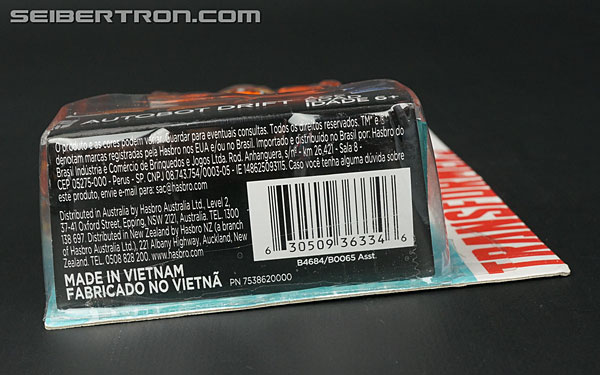 SEIBERTRON.COM
AUTOBOT DRIFT
IDADE 6+
O produto e as cores podem variar. Guardar para eventuais consultas. Todos os direitos reservados. TM* e ®*
denotam marcas registradas pela Hasbro nos EUA e/ou no Brasil. Importado e distribuído no Brasil por: Hasbro do
Brasil Indústria e Comércio de Brinquedos e Jogos Ltda. Rod. Anhanguera, s/nº - km 26,421 - Sala 8 -
CEP 05275-000 - Perus - SP. CNPJ 08.743.754/0003-05 - IE 148625093115. Caso você tenha alguma dúvida sobre
este produto, envie e-mail para: sac@hasbro.com.
Distributed in Australia by Hasbro Australia Ltd., Level 2,
37-41 Oxford Street, Epping, NSW 2121, Australia. TEL 1300
138 697. Distributed in New Zealand by Hasbro NZ (a branch
of Hasbro Australia Ltd.), 221 Albany Highway, Auckland, New
Zealand. TEL. 0508 828 200. www.hasbro.com.
MADE IN VIETNAM
FABRICADO NO VIETNÃ
PN 7538620000
6 30509 36334 6
B4684/B0065 Asst.